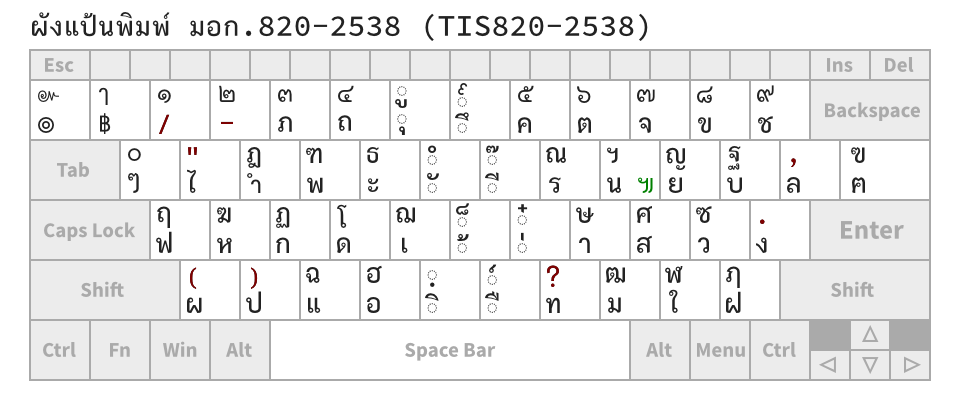 ผังแป้นพิมพ์ มอก.820-2538 (TIS820-2538)
Esc Ins Del
๛ ๅ ๑ ๒ ๓ ๔ ู ๎ ๕ ๖ ๗ ๘ ๙ Backspace
๏ ฿ / - ภ ถ ุ ึ ค ต จ ข ช
Tab ๐ " ฎ ฑ ธ ํ ๊ ณ ฯ ญ ฐ , ฃ
ๆ ไ ำ พ ะ ั ี ร น ๚ ย บ ล ฅ
Caps Lock ฤ ฆ ฏ โ ฌ ็ ๋ ษ ศ ซ . Enter
ฟ ห ก ด เ ้ ่ า ส ว ง
Shift ( ) ฉ ฮ ฺ ์ ? ฒ ฬ ฦ Shift
ผ ป แ อ ิ ื ท ม ใ ฝ
Ctrl Fn Win Alt Space Bar Alt Menu Ctrl